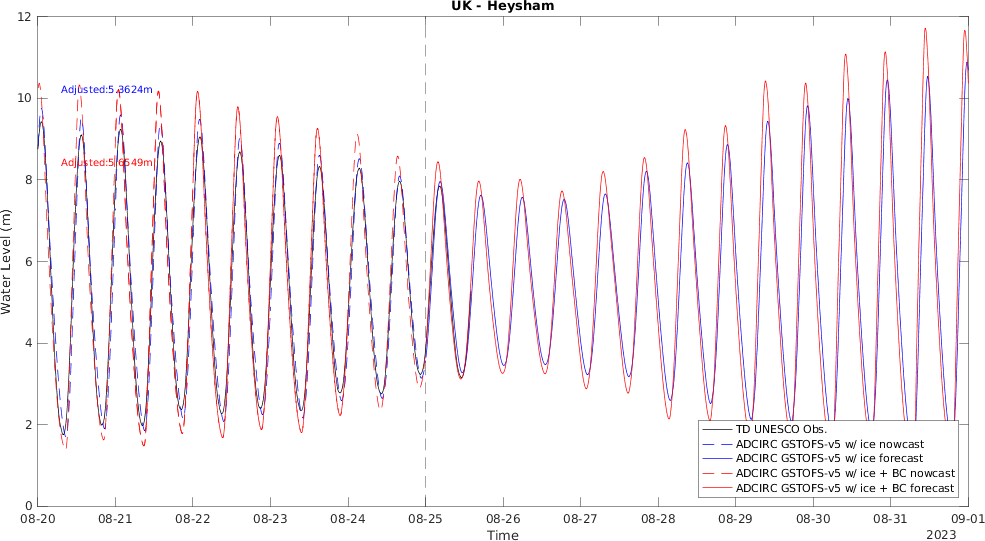 UK - Heysham
12
10
8
6
4
2
0
Water Level (m)
Adjusted:5.3624m
Adjusted:5.6549m
TD UNESCO Obs.
ADCIRC GSTOFS-v5 w/ ice nowcast
ADCIRC GSTOFS-v5 w/ ice forecast
ADCIRC GSTOFS-v5 w/ ice + BC nowcast
ADCIRC GSTOFS-v5 w/ ice + BC forecast
08-20 08-21 08-22 08-23 08-24 08-25 08-26 08-27 08-28 08-29 08-30 08-31 09-01
Time
2023